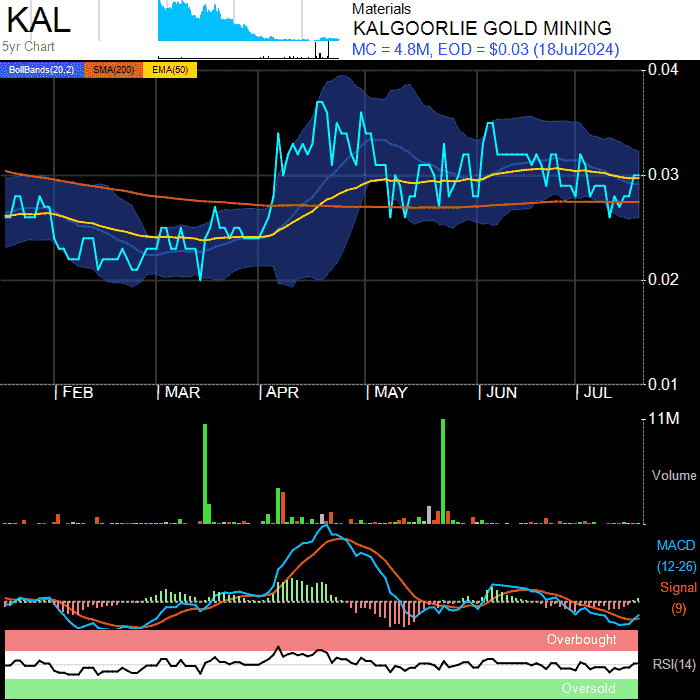 KAL
5yr Chart
Materials
KALGOORLIE GOLD MINING
MC = 4.8M, EOD = $0.03 (18Jul2024)
BollBands(20,2) SMA(200) EMA(50)
0.04
0.03
0.02
0.01
FEB MAR APR MAY JUN JUL
11M
Volume
MACD
(12-26)
Signal
(9)
Overbought
RSI(14)
Oversold